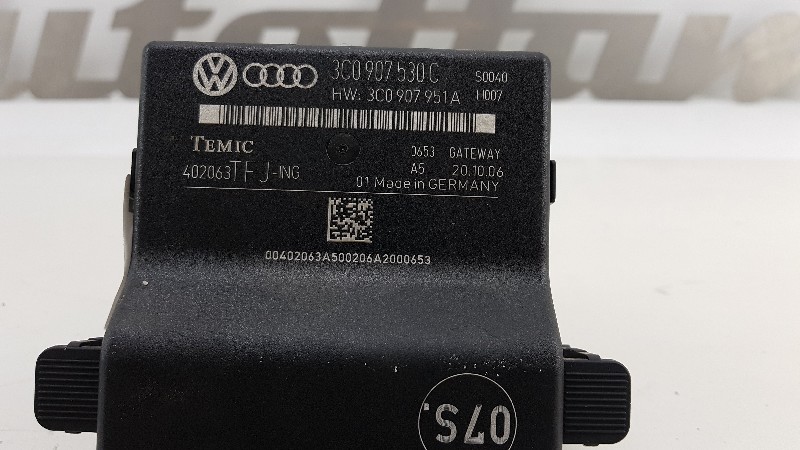 3C0 907 530 C S0040
HW: 3C0 907 951A H007
TEMIC 0653 GATEWAY
402063TFJ-ING A5 20.10.06
01 Made in GERMANY
00402063A500206A2000653
07S.